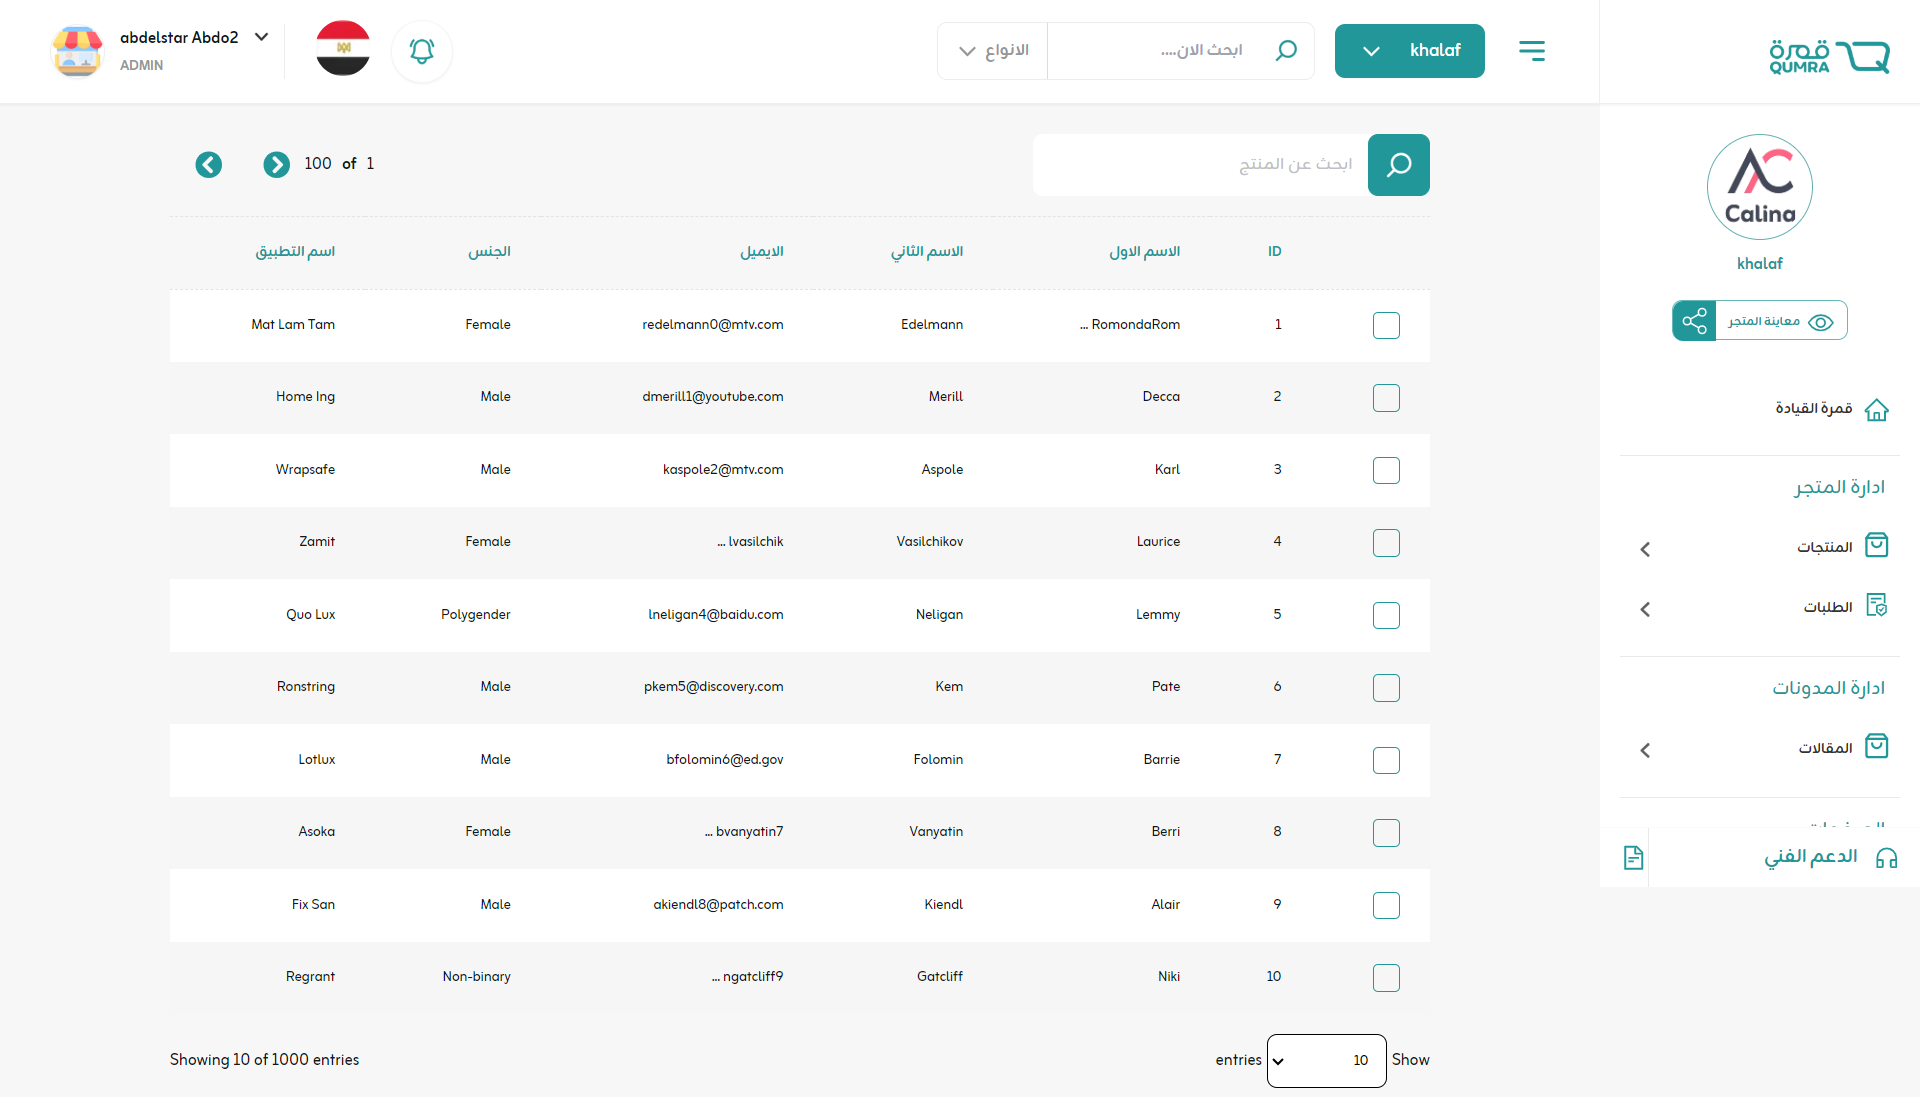 قمرة
QUMRA
khalaf
ابحث الان....
الانواع
abdelstar Abdo2
ADMIN
Calina
khalaf
معاينة المتجر
قمرة القيادة
ادارة المتجر
المنتجات
الطلبات
ادارة المدونات
المقالات
الدعم الفني
ابحث عن المنتج
100 of 1
ID الاسم الاول الاسم الثاني الايميل الجنس اسم التطبيق
1 RomondaRom ... Edelmann redelmann0@mtv.com Female Mat Lam Tam
2 Decca Merill dmerill1@youtube.com Male Home Ing
3 Karl Aspole kaspole2@mtv.com Male Wrapsafe
4 Laurice Vasilchikov lvasilchik ... Female Zamit
5 Lemmy Neligan lneligan4@baidu.com Polygender Quo Lux
6 Pate Kem pkem5@discovery.com Male Ronstring
7 Barrie Folomin bfolomin6@ed.gov Male Lotlux
8 Berri Vanyatin bvanyatin7 ... Female Asoka
9 Alair Kiendl akiendl8@patch.com Male Fix San
10 Niki Gatcliff ngatcliff9 ... Non-binary Regrant
Show 10 entries
Showing 10 of 1000 entries